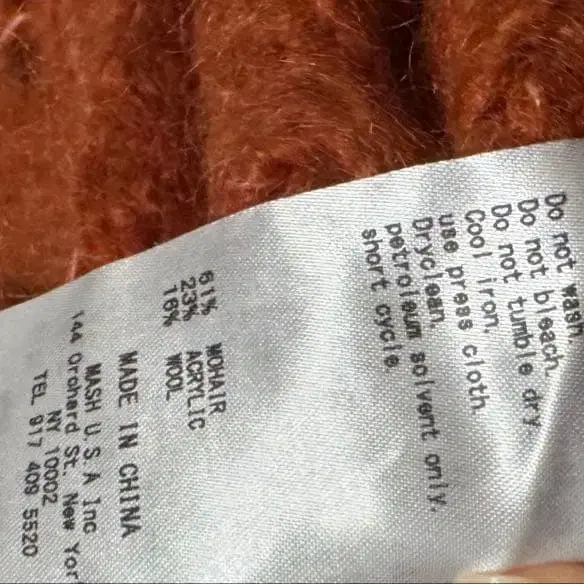 Do not wash.
Do not bleach.
Do not tumble dry
Cool iron.
use press cloth
Dryclean,
petroleum solvent only.
short cycle
61% MOHAIR
23% ACRYLIC
16% WOOL
MADE IN CHINA
MASH U.S.A Inc
144 Orchard St. New Yor
NY 10002
TEL 917 409 5520